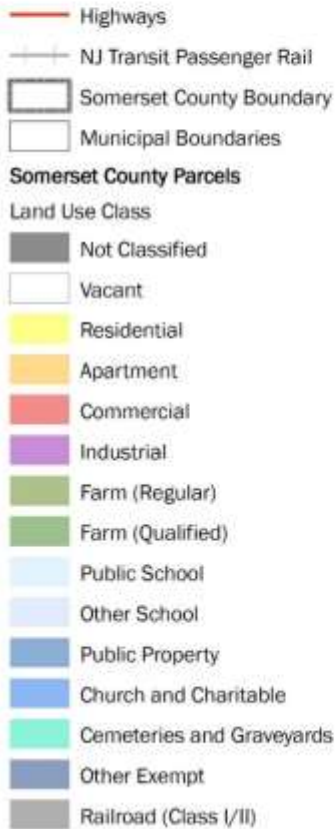 Highways
NJ Transit Passenger Rail
Somerset County Boundary
Municipal Boundaries
Somerset County Parcels
Land Use Class
Not Classified
Vacant
Residential
Apartment
Commercial
Industrial
Farm (Regular)
Farm (Qualified)
Public School
Other School
Public Property
Church and Charitable
Cemeteries and Graveyards
Other Exempt
Railroad (Class I/II)